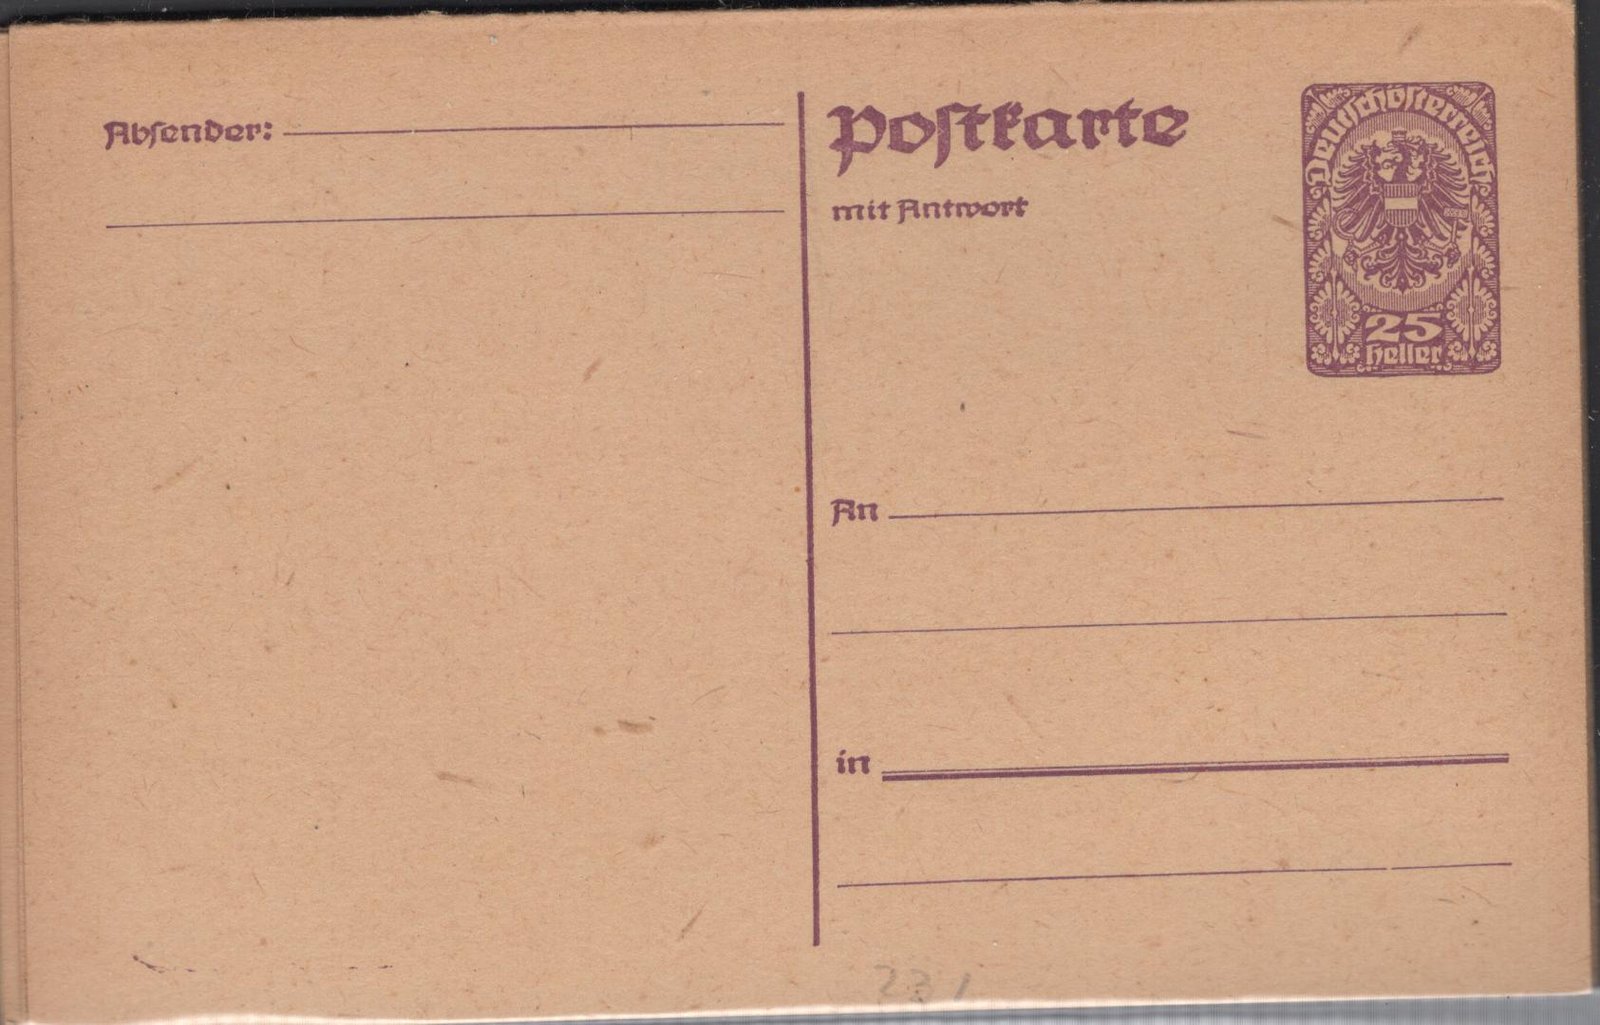 Absender:
Postkarte
mit Antwort
Deutschösterreich
25
Heller
An
in
231